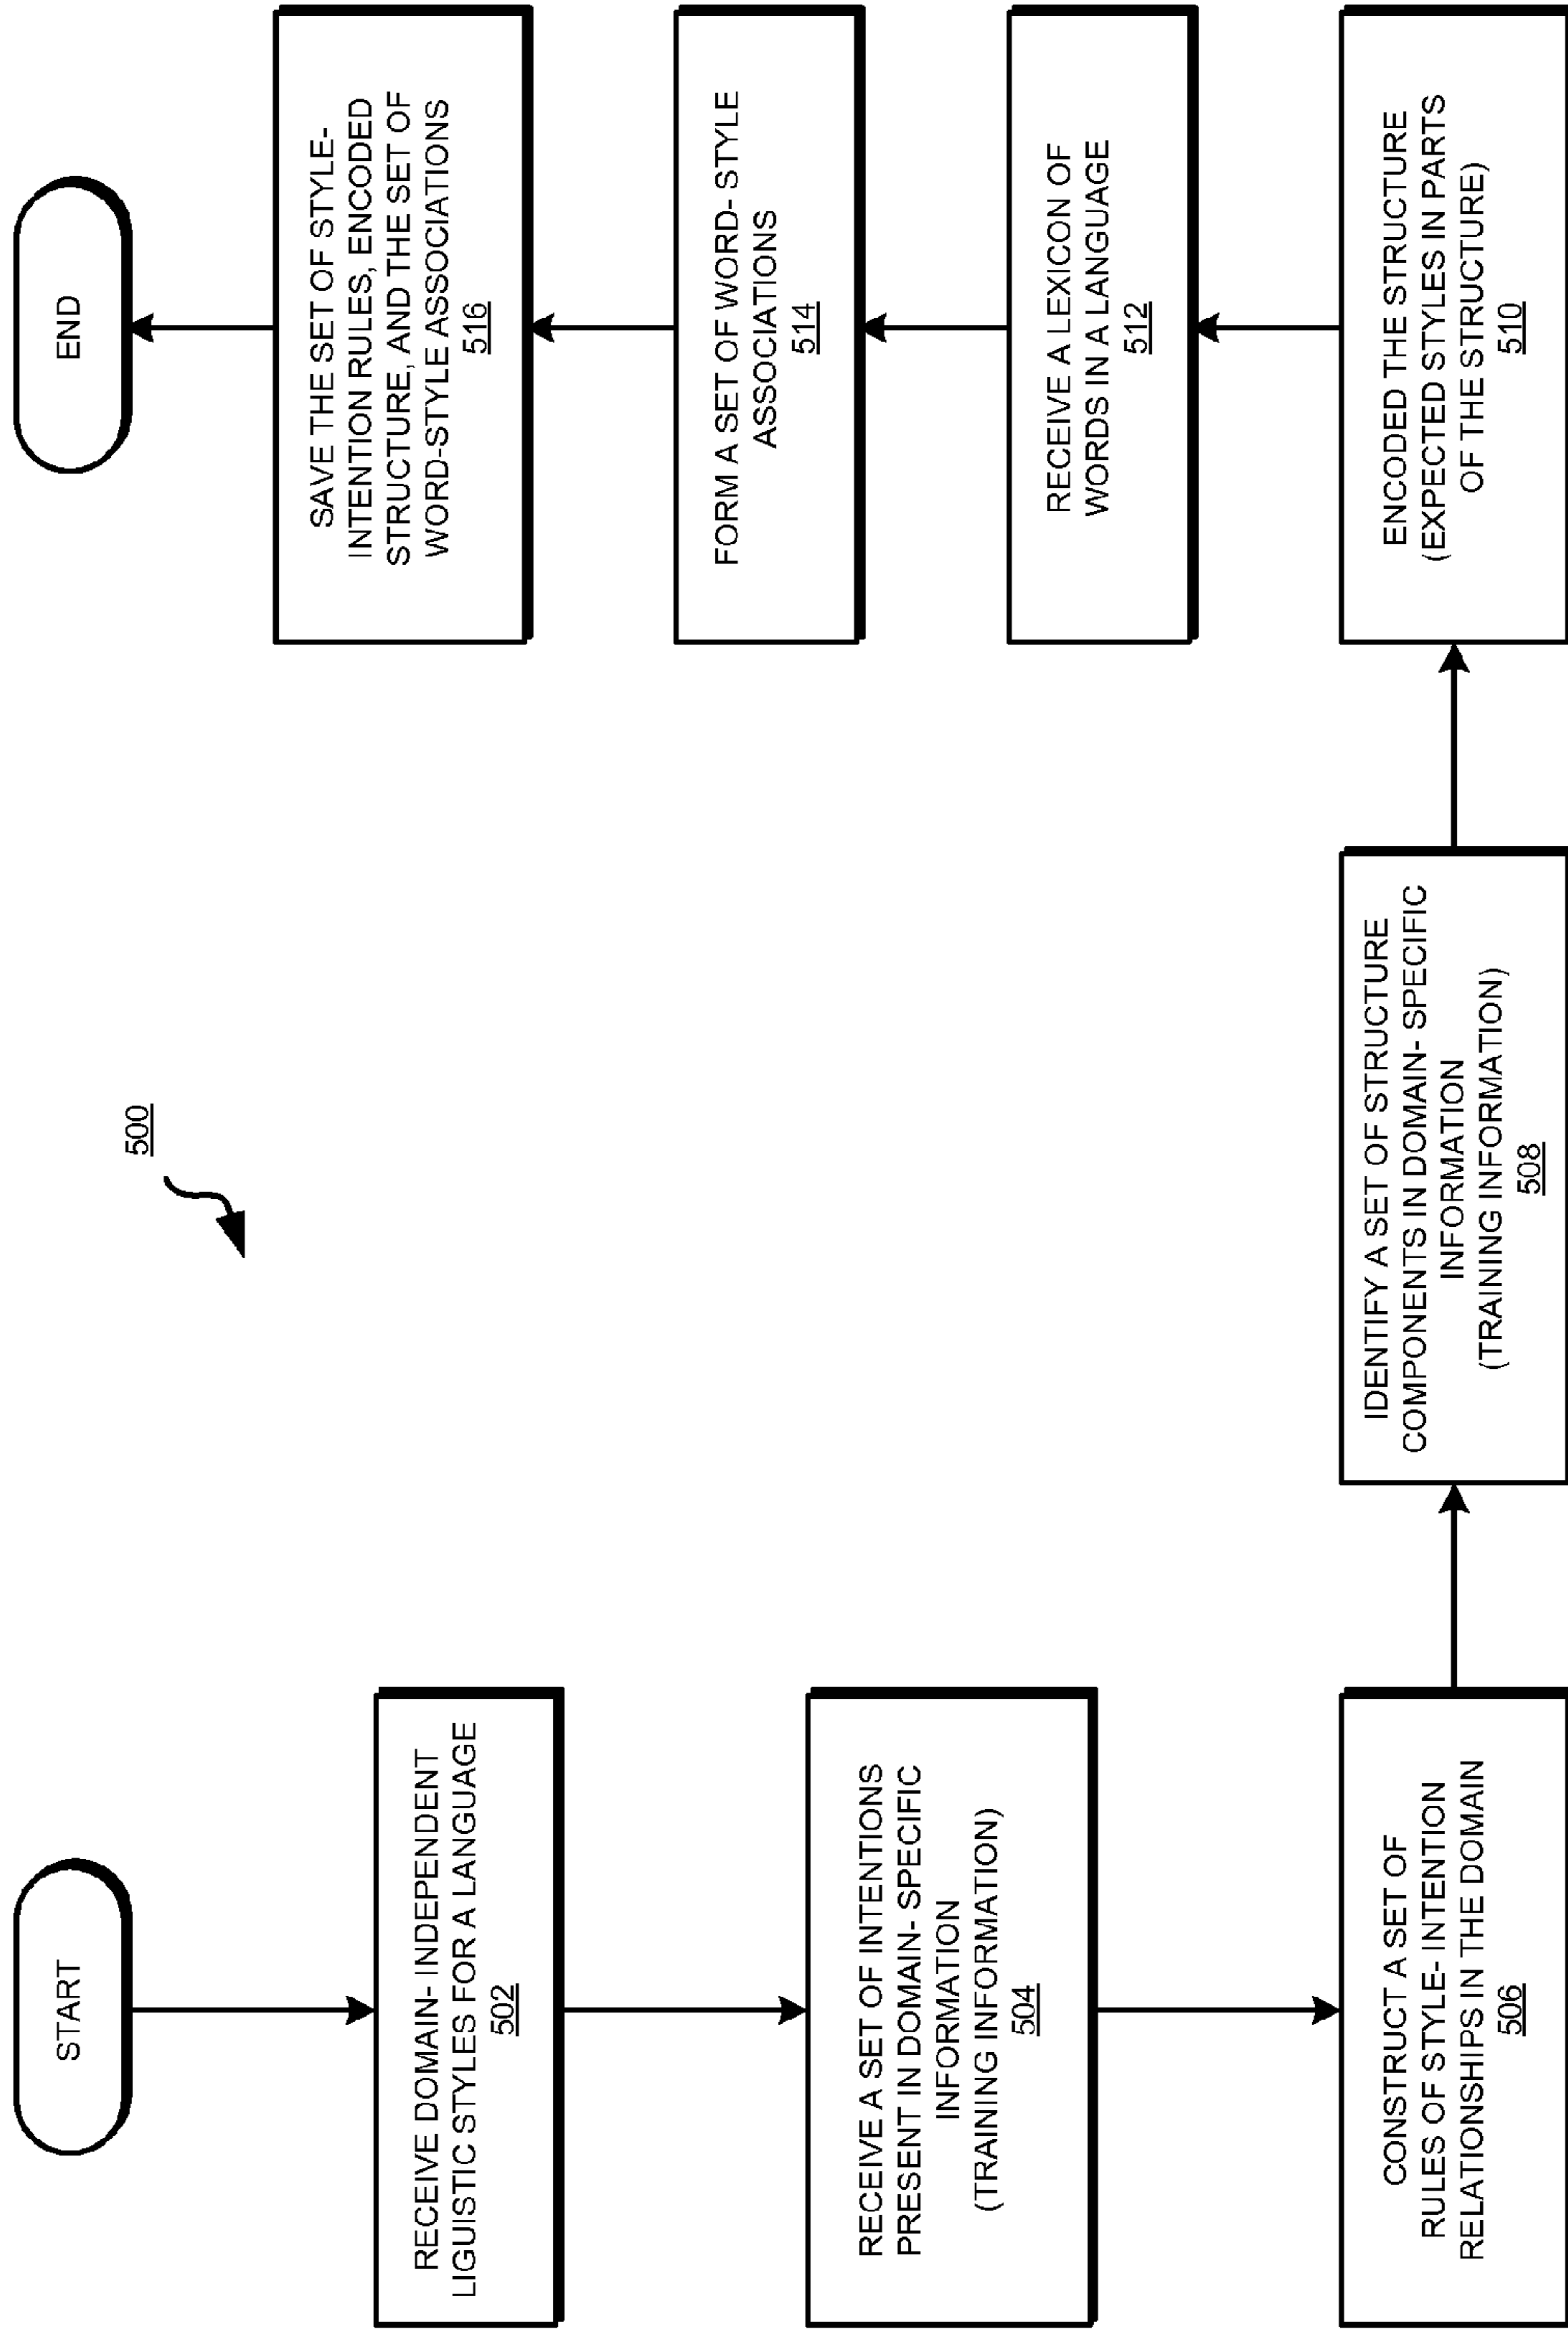 500
START
RECEIVE DOMAIN- INDEPENDENT
LIGUISTIC STYLES FOR A LANGUAGE
502
RECEIVE A SET OF INTENTIONS
PRESENT IN DOMAIN- SPECIFIC
INFORMATION
(TRAINING INFORMATION)
504
CONSTRUCT A SET OF
RULES OF STYLE- INTENTION
RELATIONSHIPS IN THE DOMAIN
506
IDENTIFY A SET OF STRUCTURE
COMPONENTS IN DOMAIN- SPECIFIC
INFORMATION
(TRAINING INFORMATION)
508
ENCODED THE STRUCTURE
(EXPECTED STYLES IN PARTS
OF THE STRUCTURE)
510
RECEIVE A LEXICON OF
WORDS IN A LANGUAGE
512
FORM A SET OF WORD- STYLE
ASSOCIATIONS
514
SAVE THE SET OF STYLE-
INTENTION RULES, ENCODED
STRUCTURE, AND THE SET OF
WORD-STYLE ASSOCIATIONS
516
END